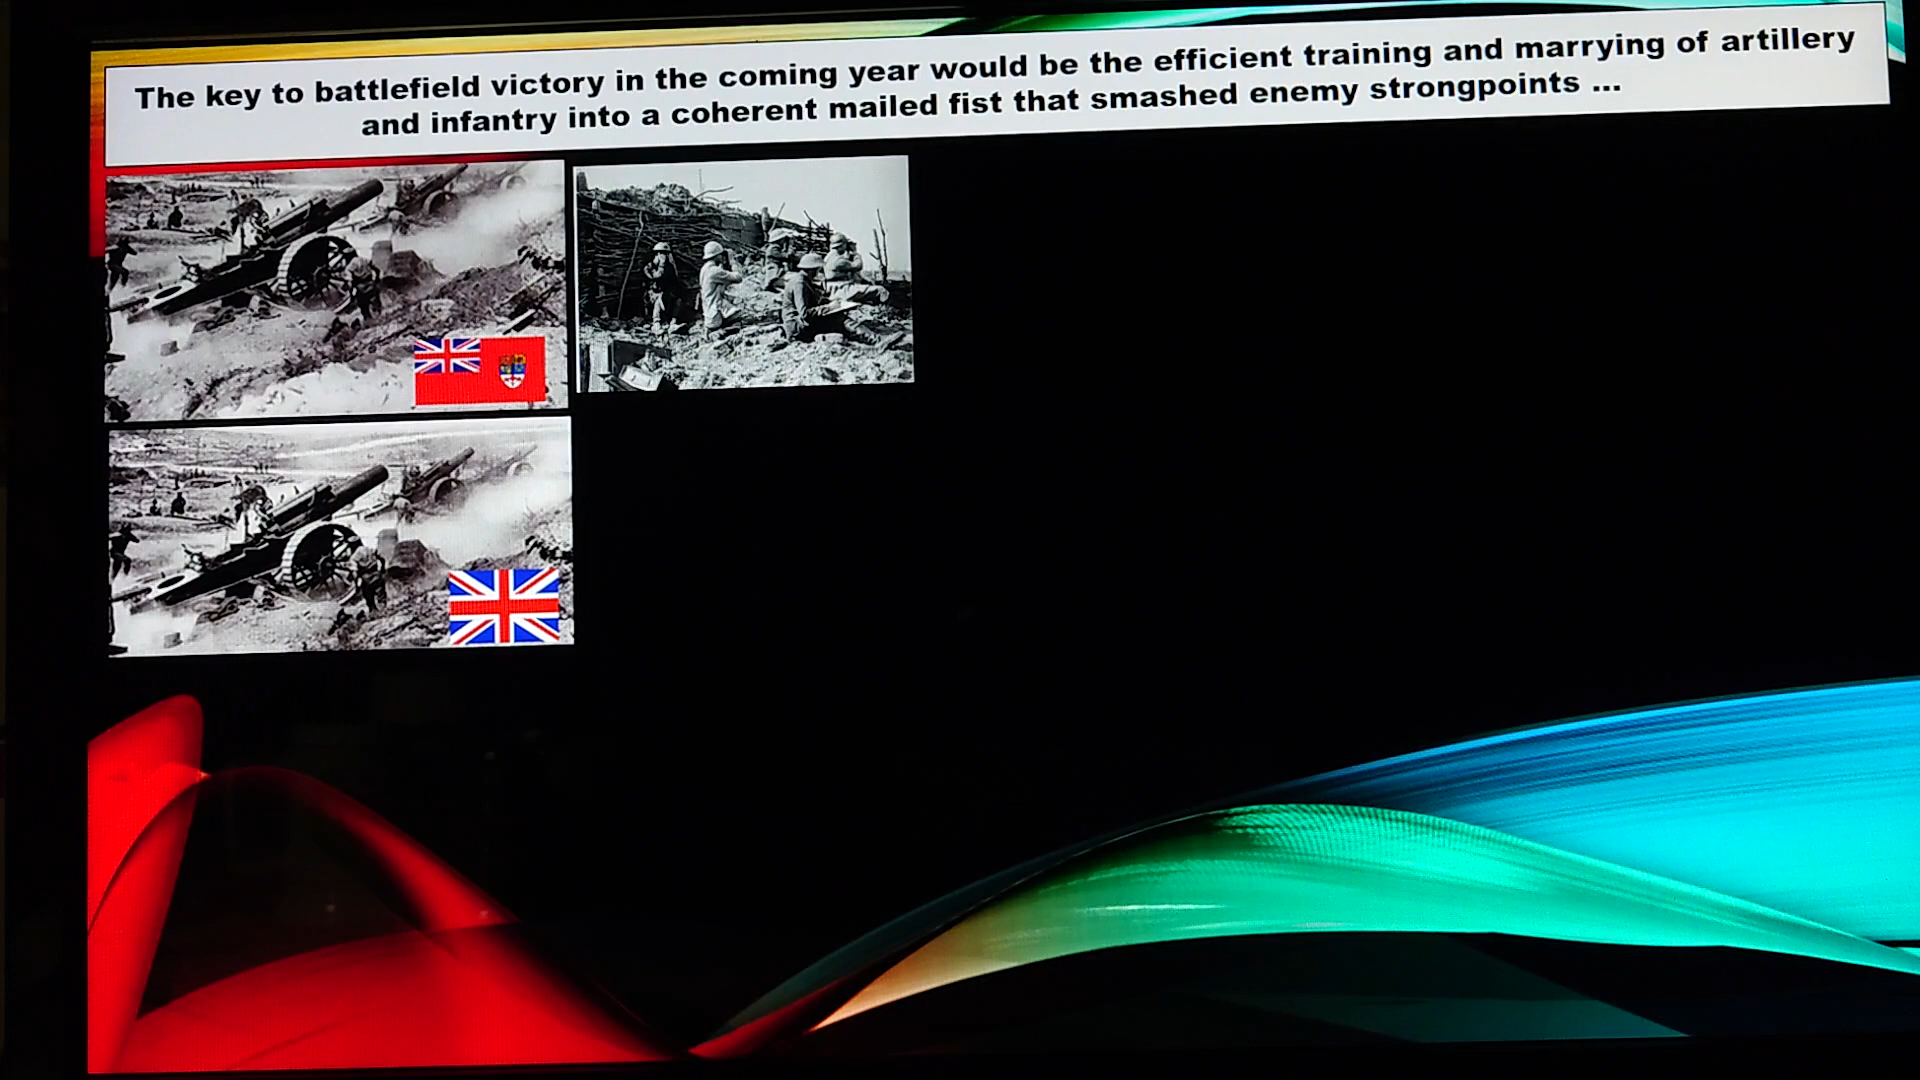 The key to battlefield victory in the coming year would be the efficient training and marrying of artillery
and infantry into a coherent mailed fist that smashed enemy strongpoints ...